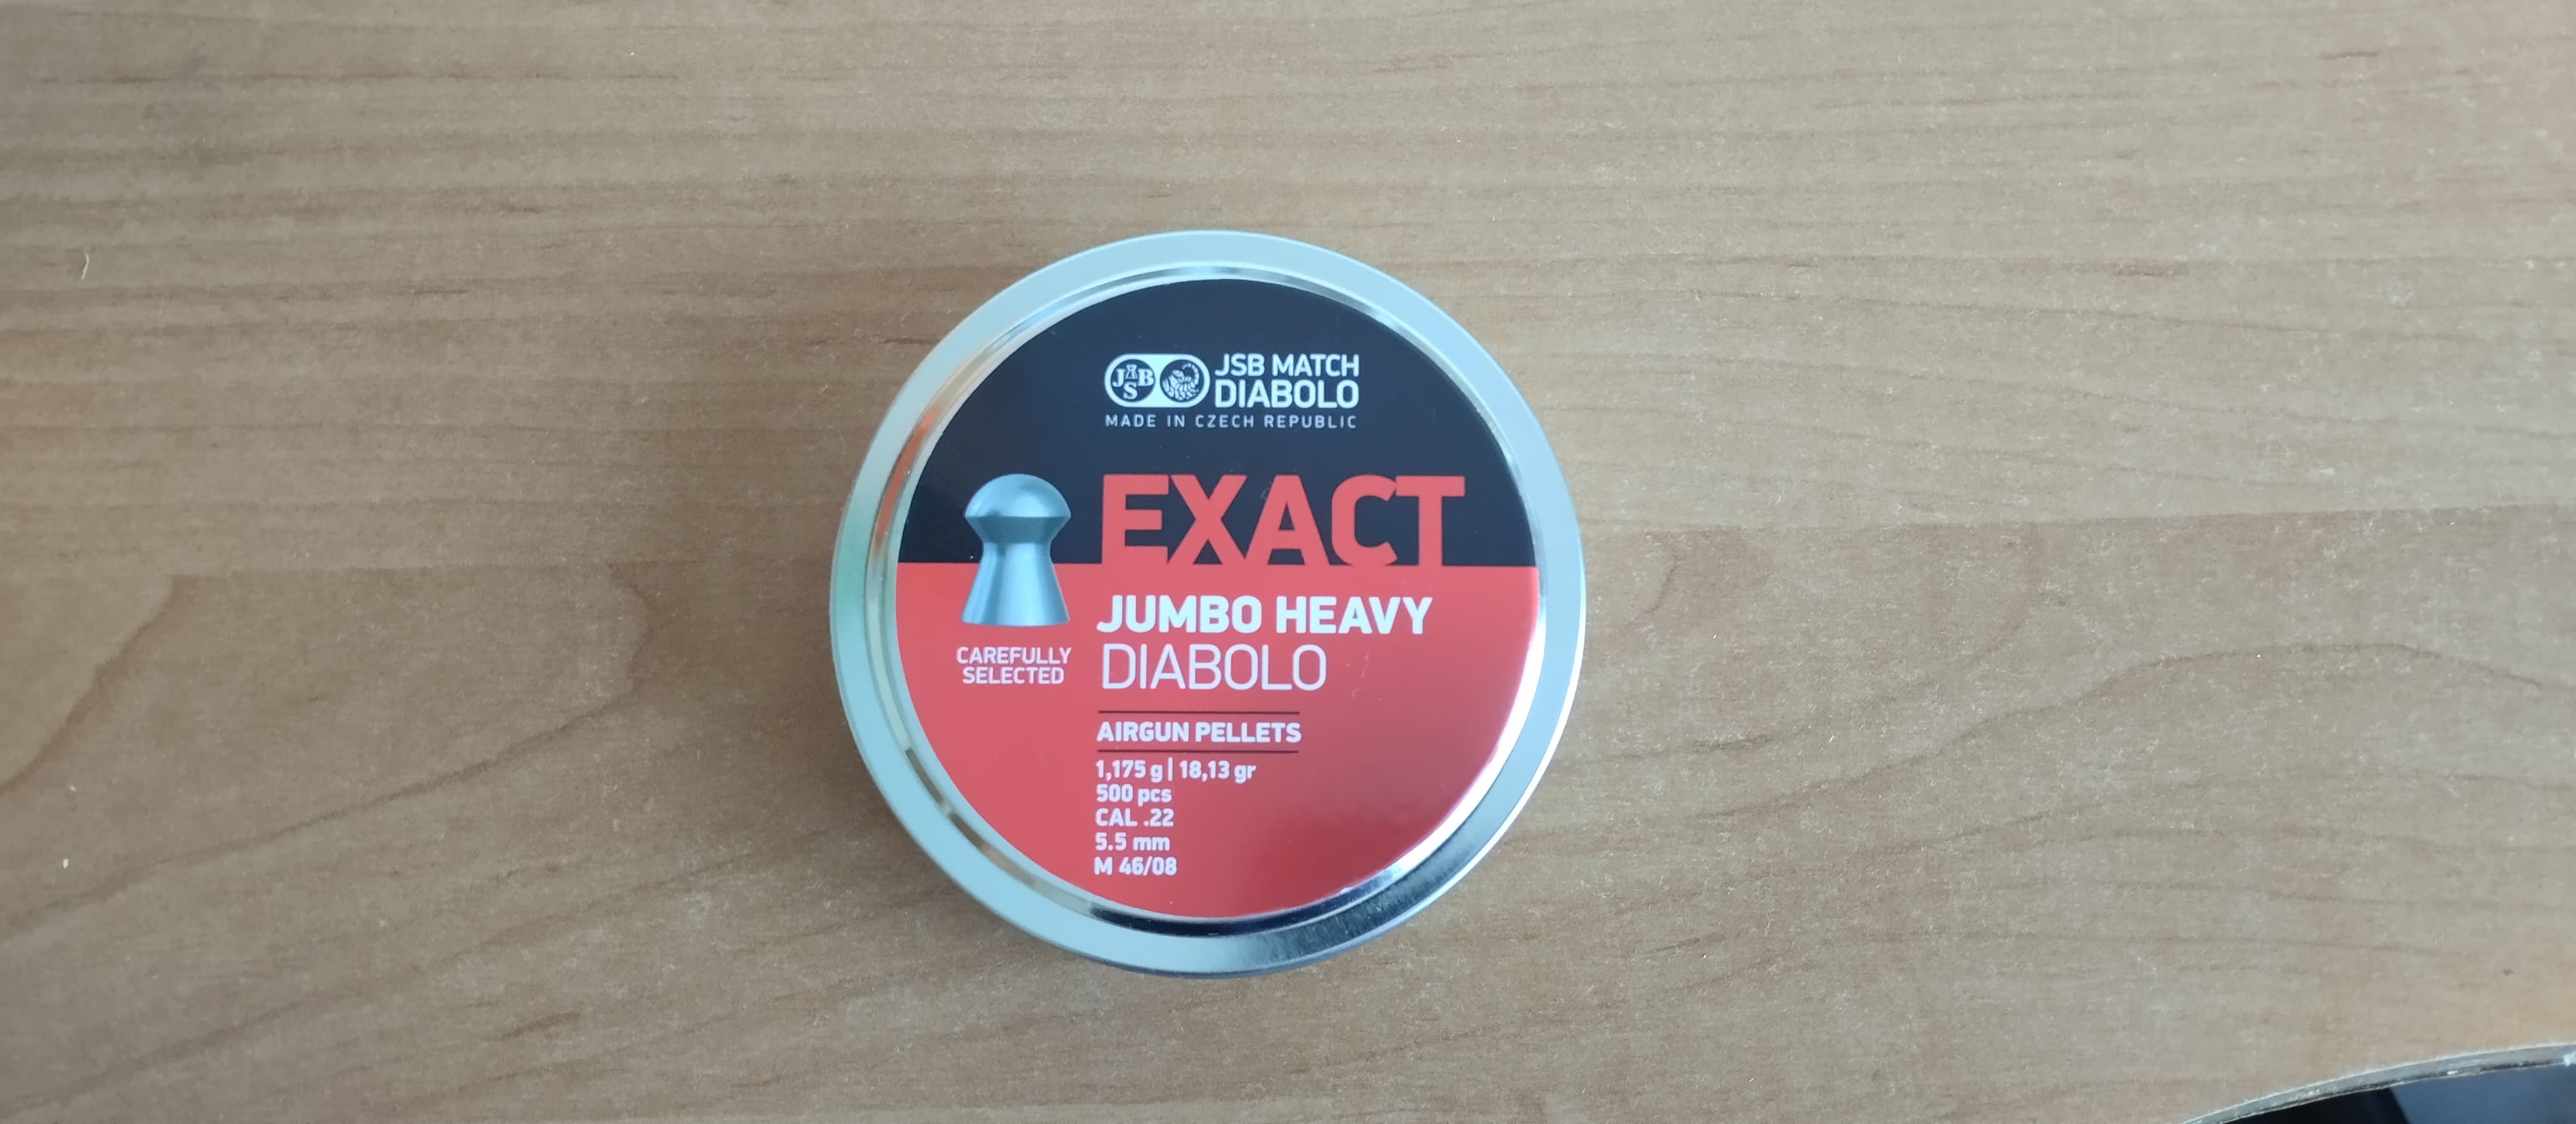 JSB
JSB MATCH
DIABOLO
MADE IN CZECH REPUBLIC
EXACT
JUMBO HEAVY
DIABOLO
CAREFULLY
SELECTED
AIRGUN PELLETS
1,175 g | 18,13 gr
500 pcs
CAL .22
5.5 mm
M 46/08